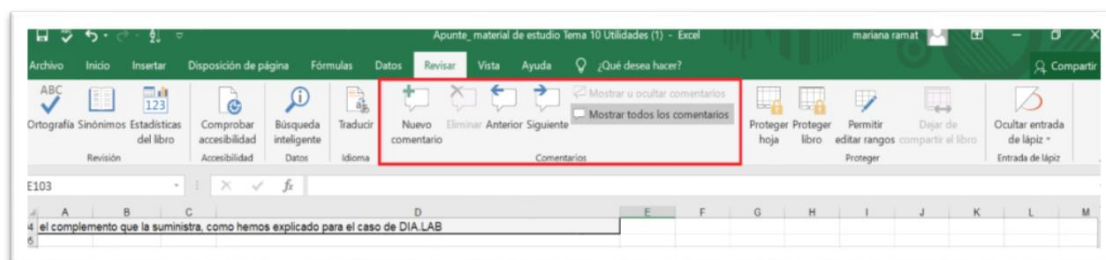 Apunte_ material de estudio Tema 10 Utilidades (1) - Excel
mariana ramat
Archivo Inicio Insertar Disposición de página Fórmulas Datos Revisar Vista Ayuda ¿Qué desea hacer? Compartir
ABC
123
Ortografía Sinónimos Estadísticas del libro
Comprobar accesibilidad
Búsqueda inteligente
Traducir
Nuevo comentario
Eliminar Anterior Siguiente
Mostrar u ocultar comentarios
Mostrar todos los comentarios
Proteger hoja
Proteger libro
Permitir editar rangos
Dejar de compartir el libro
Ocultar entrada de lápiz
Revisión Accesibilidad Datos Idioma Comentarios Proteger Entrada de lápiz
E103 fx
A B C D E F G H I J K L M
el complemento que la suministra, como hemos explicado para el caso de DIA.LAB